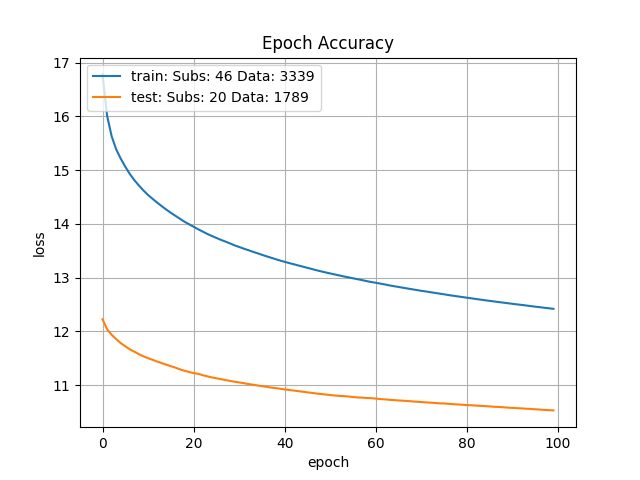 Epoch Accuracy
17
16
15
14
13
12
11
loss
train: Subs: 46 Data: 3339
test: Subs: 20 Data: 1789
0 20 40 60 80 100
epoch